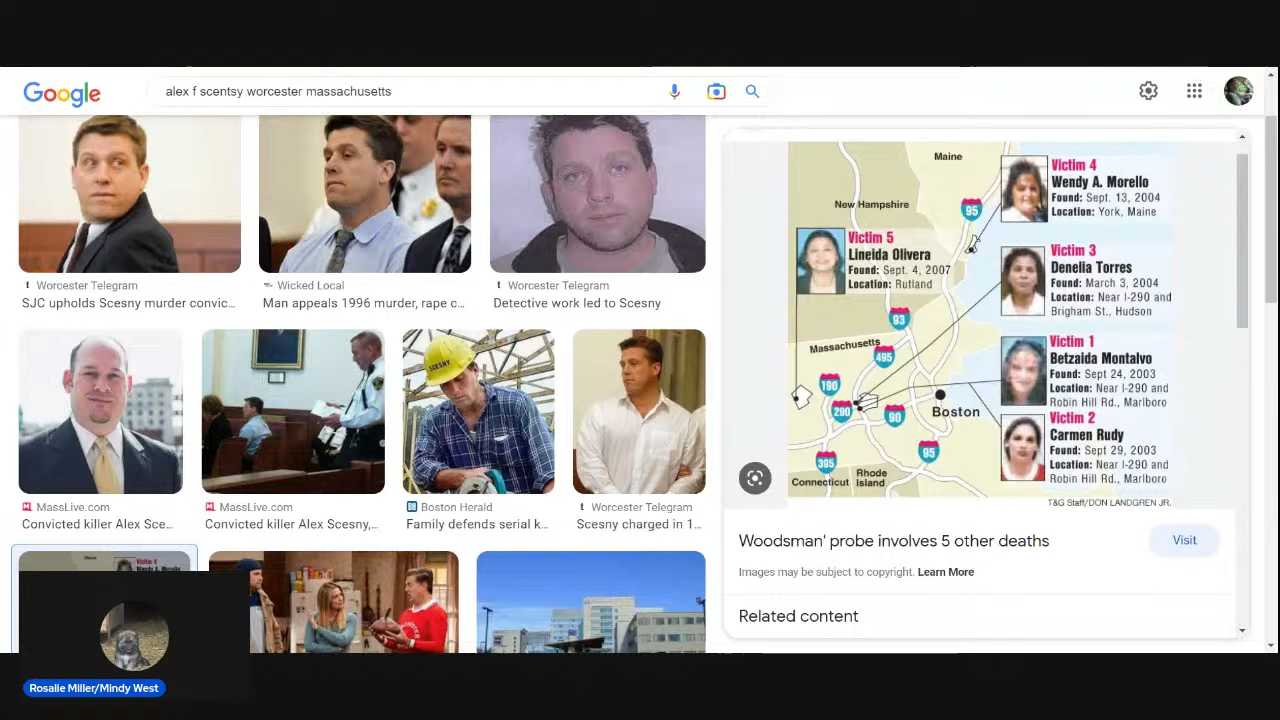 Google
alex f scentsy worcester massachusetts
Worcester Telegram
SJC upholds Scesny murder convic...
Wicked Local
Man appeals 1996 murder, rape c...
Worcester Telegram
Detective work led to Scesny
SCESNY
MassLive.com
Convicted killer Alex Sce...
MassLive.com
Convicted killer Alex Scesny,...
Boston Herald
Family defends serial k...
Worcester Telegram
Scesny charged in 1...
Maine
New Hampshire
95
Victim 4
Wendy A. Morello
Found: Sept. 13, 2004
Location: York, Maine
Victim 5
Lineida Olivera
Found: Sept. 4, 2007
Location: Rutland
Victim 3
Denelia Torres
Found: March 3, 2004
Location: Near I-290 and
Brigham St., Hudson
93
Massachusetts
495
190
290
90
Boston
95
395
Connecticut
Rhode
Island
Victim 1
Betzaida Montalvo
Found: Sept 24, 2003
Location: Near I-290 and
Robin Hill Rd., Marlboro
Victim 2
Carmen Rudy
Found: Sept 29, 2003
Location: Near I-290 and
Robin Hill Rd., Marlboro
T&G Staff/DON LANDGREN JR.
Woodsman' probe involves 5 other deaths
Visit
Images may be subject to copyright. Learn More
Related content
Rosalie Miller/Mindy West